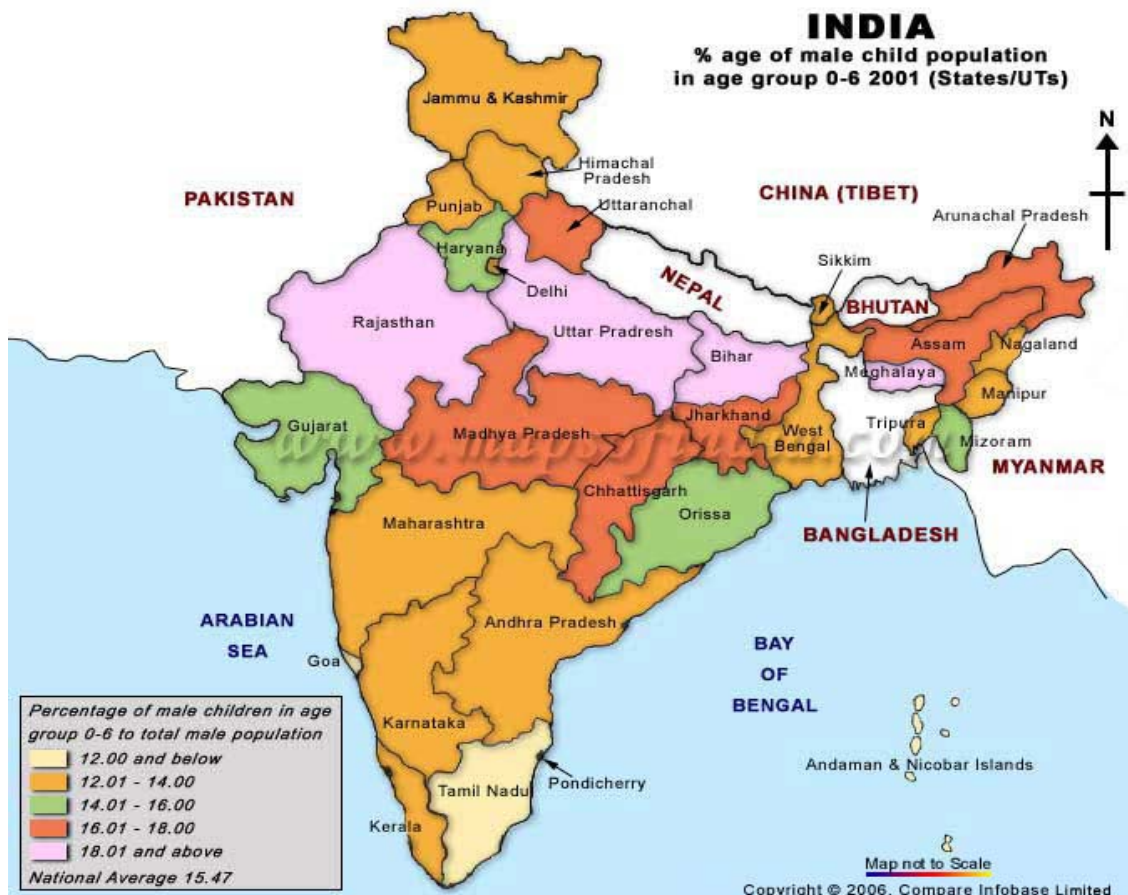 INDIA
% age of male child population
in age group 0-6 2001 (States/UTs)
N
Jammu & Kashmir
Himachal
Pradesh
PAKISTAN
Punjab
Uttaranchal
CHINA (TIBET)
Arunachal Pradesh
Haryana
Sikkim
Delhi
NEPAL
BHUTAN
Rajasthan
Uttar Pradresh
Bihar
Assam
Nagaland
Meghalaya
Manipur
Gujarat
Madhya Pradesh
Jharkhand
West
Bengal
Tripura
Mizoram
www.mapsofindia.com
MYANMAR
Chhattisgarh
Orissa
Maharashtra
BANGLADESH
ARABIAN
SEA
Andhra Pradesh
Goa
BAY
OF
BENGAL
Karnataka
Andaman & Nicobar Islands
Pondicherry
Tamil Nadu
Kerala
Percentage of male children in age
group 0-6 to total male population
12.00 and below
12.01 - 14.00
14.01 - 16.00
16.01 - 18.00
18.01 and above
National Average 15.47
Map not to Scale
Copyright © 2006, Compare Infobase Limited